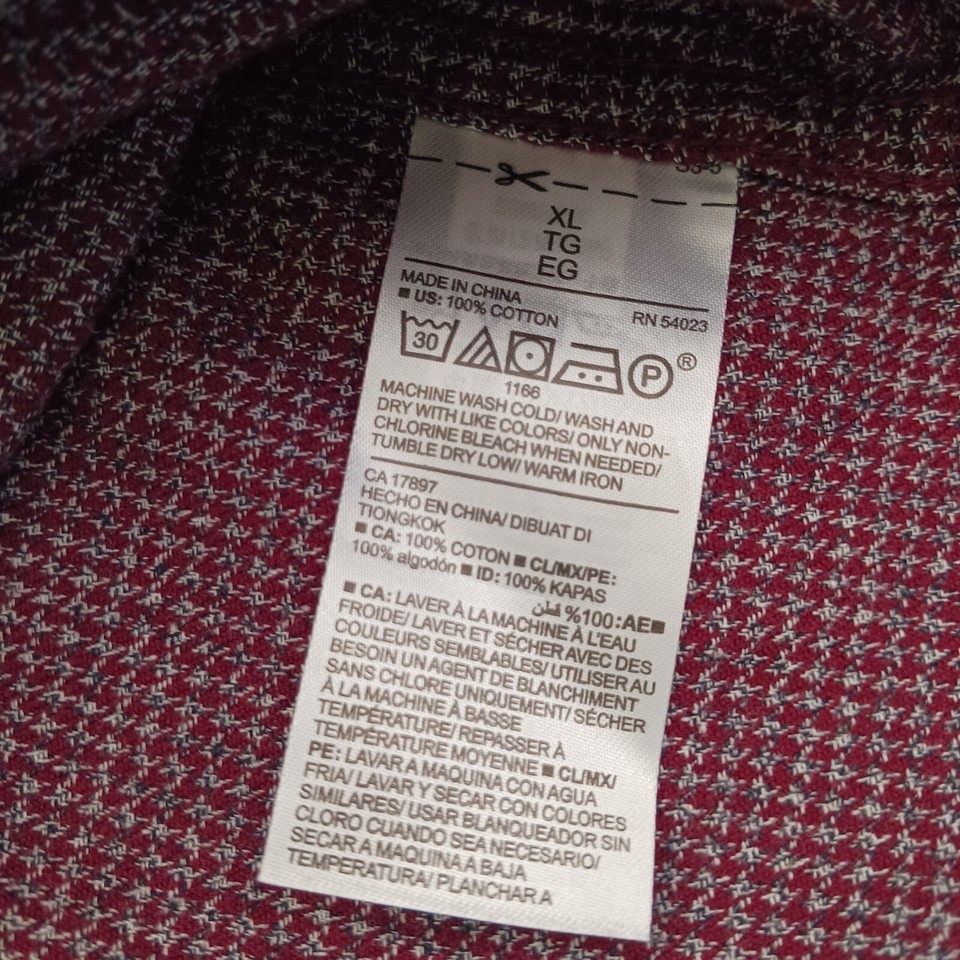 XL
TG
EG
MADE IN CHINA
■ US: 100% COTTON
RN 54023
30
P
®
1166
MACHINE WASH COLD/ WASH AND
DRY WITH LIKE COLORS/ ONLY NON-
CHLORINE BLEACH WHEN NEEDED/
TUMBLE DRY LOW/ WARM IRON
CA 17897
HECHO EN CHINA/ DIBUAT DI
TIONGKOK
■ CA: 100% COTON ■ CL/MX/PE:
100% algodón ■ ID: 100% KAPAS
■AE: 100% قطن
■ CA: LAVER À LA MACHINE À L'EAU
FROIDE/ LAVER ET SÉCHER AVEC DES
COULEURS SEMBLABLES/ UTILISER AU
BESOIN UN AGENT DE BLANCHIMENT
SANS CHLORE UNIQUEMENT/ SÉCHER
À LA MACHINE À BASSE
TEMPÉRATURE/ REPASSER À
TEMPÉRATURE MOYENNE ■ CL/MX/
PE: LAVAR A MAQUINA CON AGUA
FRIA/ LAVAR Y SECAR CON COLORES
SIMILARES/ USAR BLANQUEADOR SIN
CLORO CUANDO SEA NECESARIO/
SECAR A MAQUINA A BAJA
TEMPERATURA/ PLANCHAR A